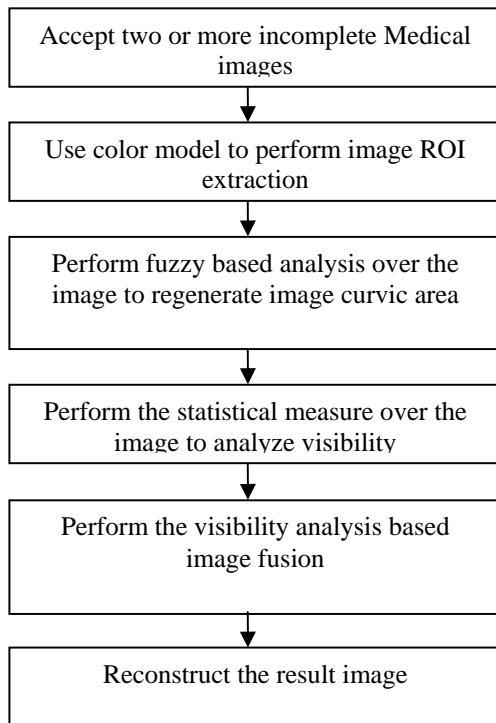 Accept two or more incomplete Medical
images
Use color model to perform image ROI
extraction
Perform fuzzy based analysis over the
image to regenerate image curvic area
Perform the statistical measure over the
image to analyze visibility
Perform the visibility analysis based
image fusion
Reconstruct the result image